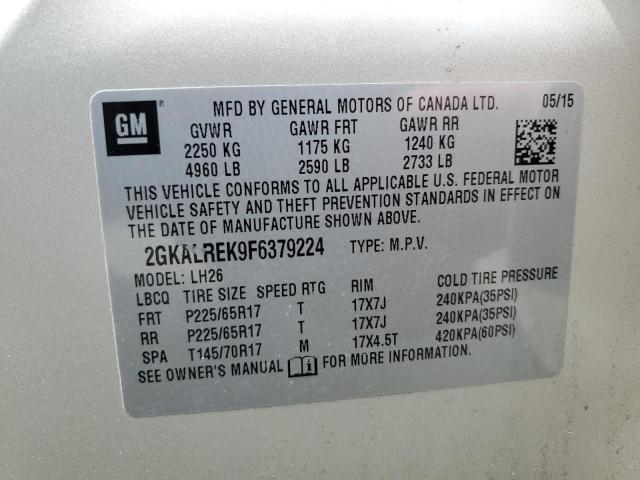 GM ®
MFD BY GENERAL MOTORS OF CANADA LTD. 05/15
GVWR GAWR FRT GAWR RR
2250 KG 1175 KG 1240 KG
4960 LB 2590 LB 2733 LB
THIS VEHICLE CONFORMS TO ALL APPLICABLE U.S. FEDERAL MOTOR
VEHICLE SAFETY AND THEFT PREVENTION STANDARDS IN EFFECT ON
THE DATE OF MANUFACTURE SHOWN ABOVE.
2GKALREK9F6379224 TYPE: M.P.V.
MODEL: LH26
LBCQ TIRE SIZE SPEED RTG RIM COLD TIRE PRESSURE
FRT P225/65R17 T 17X7J 240KPA(35PSI)
RR P225/65R17 T 17X7J 240KPA(35PSI)
SPA T145/70R17 M 17X4.5T 420KPA(60PSI)
SEE OWNER'S MANUAL FOR MORE INFORMATION.